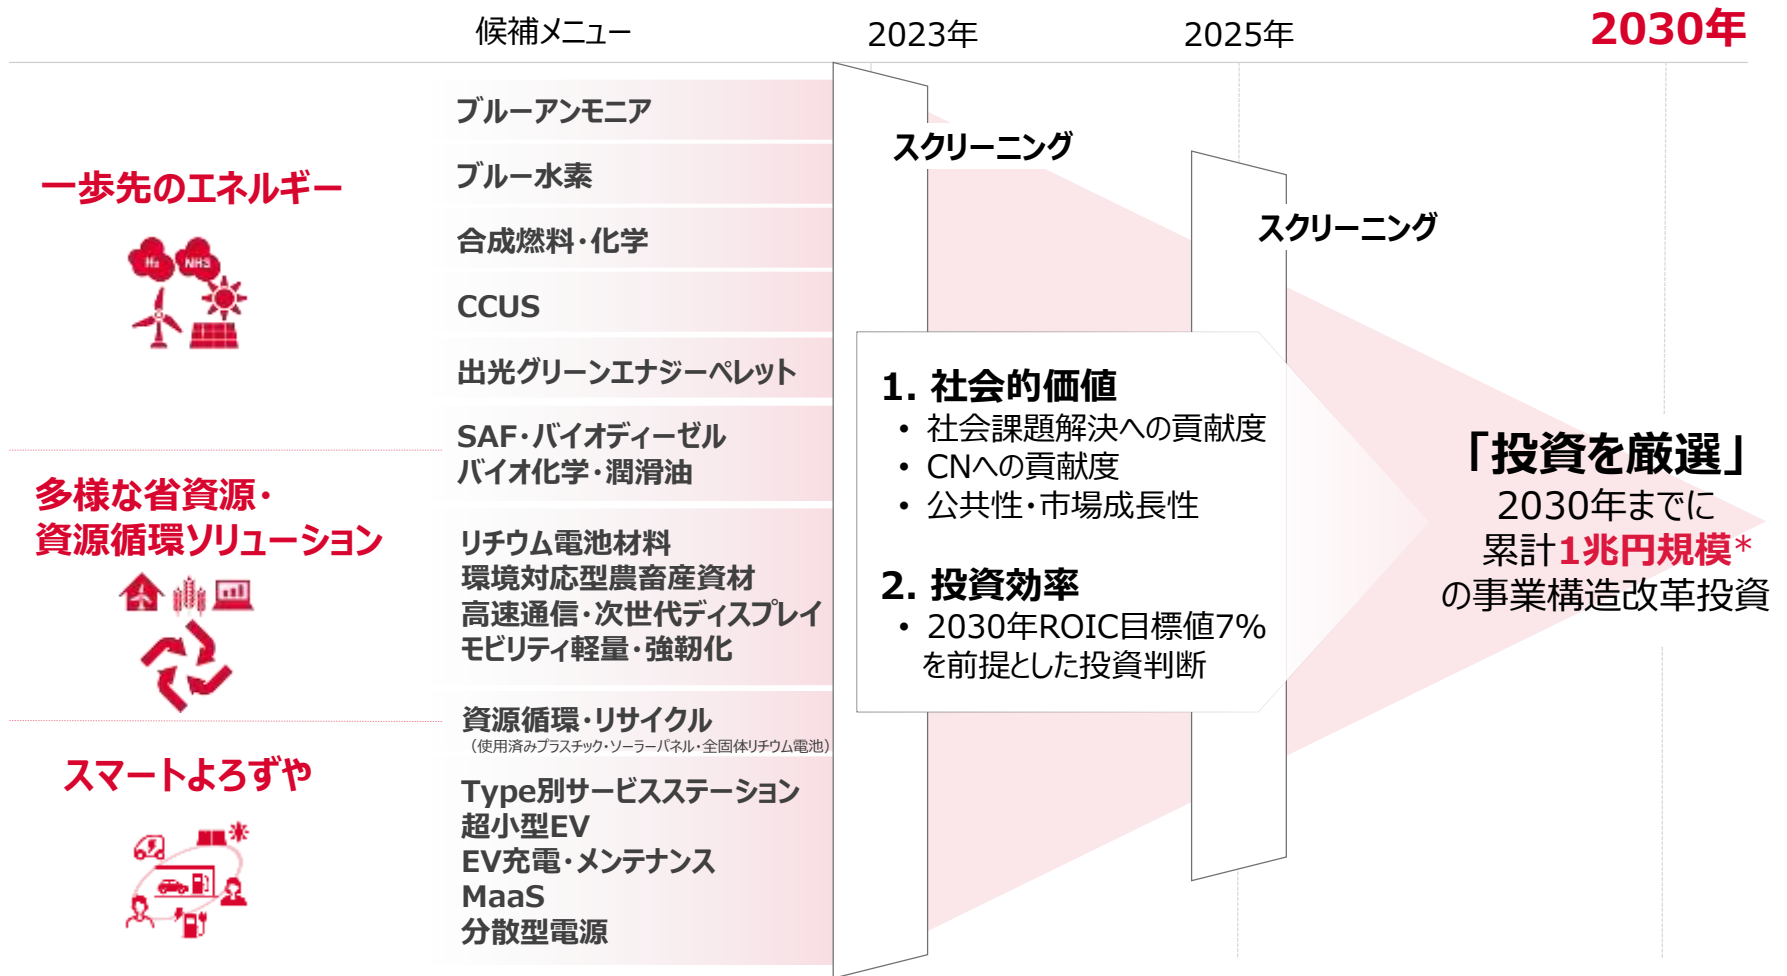 候補メニュー
2023年
2025年
2030年
一歩先のエネルギー
H₂
NH3
ブルーアンモニア
ブルー水素
合成燃料・化学
CCUS
出光グリーンエナジーペレット
SAF・バイオディーゼル
バイオ化学・潤滑油
多様な省資源・
資源循環ソリューション
リチウム電池材料
環境対応型農畜産資材
高速通信・次世代ディスプレイ
モビリティ軽量・強靭化
資源循環・リサイクル
（使用済みプラスチック・ソーラーパネル・全固体リチウム電池）
スマートよろずや
Type別サービスステーション
超小型EV
EV充電・メンテナンス
MaaS
分散型電源
スクリーニング
スクリーニング
1. 社会的価値
• 社会課題解決への貢献度
• CNへの貢献度
• 公共性・市場成長性
2. 投資効率
• 2030年ROIC目標値7%
を前提とした投資判断
「投資を厳選」
2030年までに
累計1兆円規模*
の事業構造改革投資